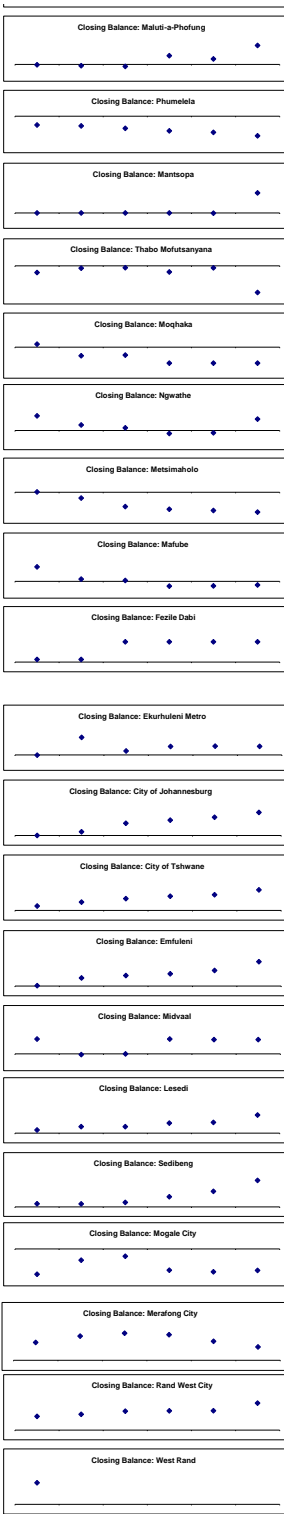 Closing Balance: Maluti-a-Phofung
Closing Balance: Phumelela
Closing Balance: Mantsopa
Closing Balance: Thabo Mofutsanyana
Closing Balance: Moqhaka
Closing Balance: Ngwathe
Closing Balance: Metsimaholo
Closing Balance: Mafube
Closing Balance: Fezile Dabi
Closing Balance: Ekurhuleni Metro
Closing Balance: City of Johannesburg
Closing Balance: City of Tshwane
Closing Balance: Emfuleni
Closing Balance: Midvaal
Closing Balance: Lesedi
Closing Balance: Sedibeng
Closing Balance: Mogale City
Closing Balance: Merafong City
Closing Balance: Rand West City
Closing Balance: West Rand